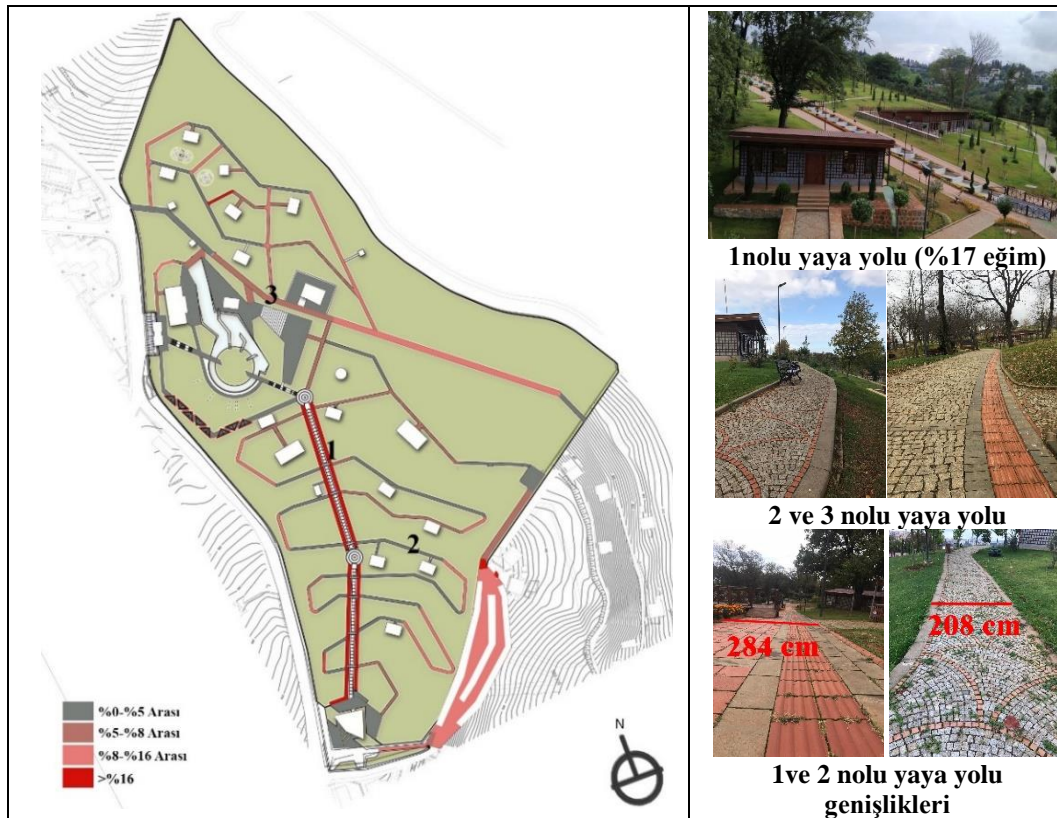 3
1
2
%0-%5 Arası
%5-%8 Arası
%8-%16 Arası
>%16
N
1nolu yaya yolu (%17 eğim)
2 ve 3 nolu yaya yolu
284 cm
208 cm
1ve 2 nolu yaya yolu
genişlikleri